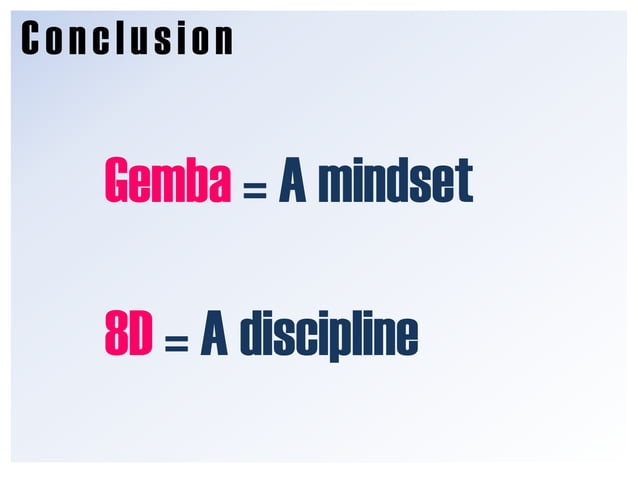 Conclusion
Gemba = A mindset
8D = A discipline